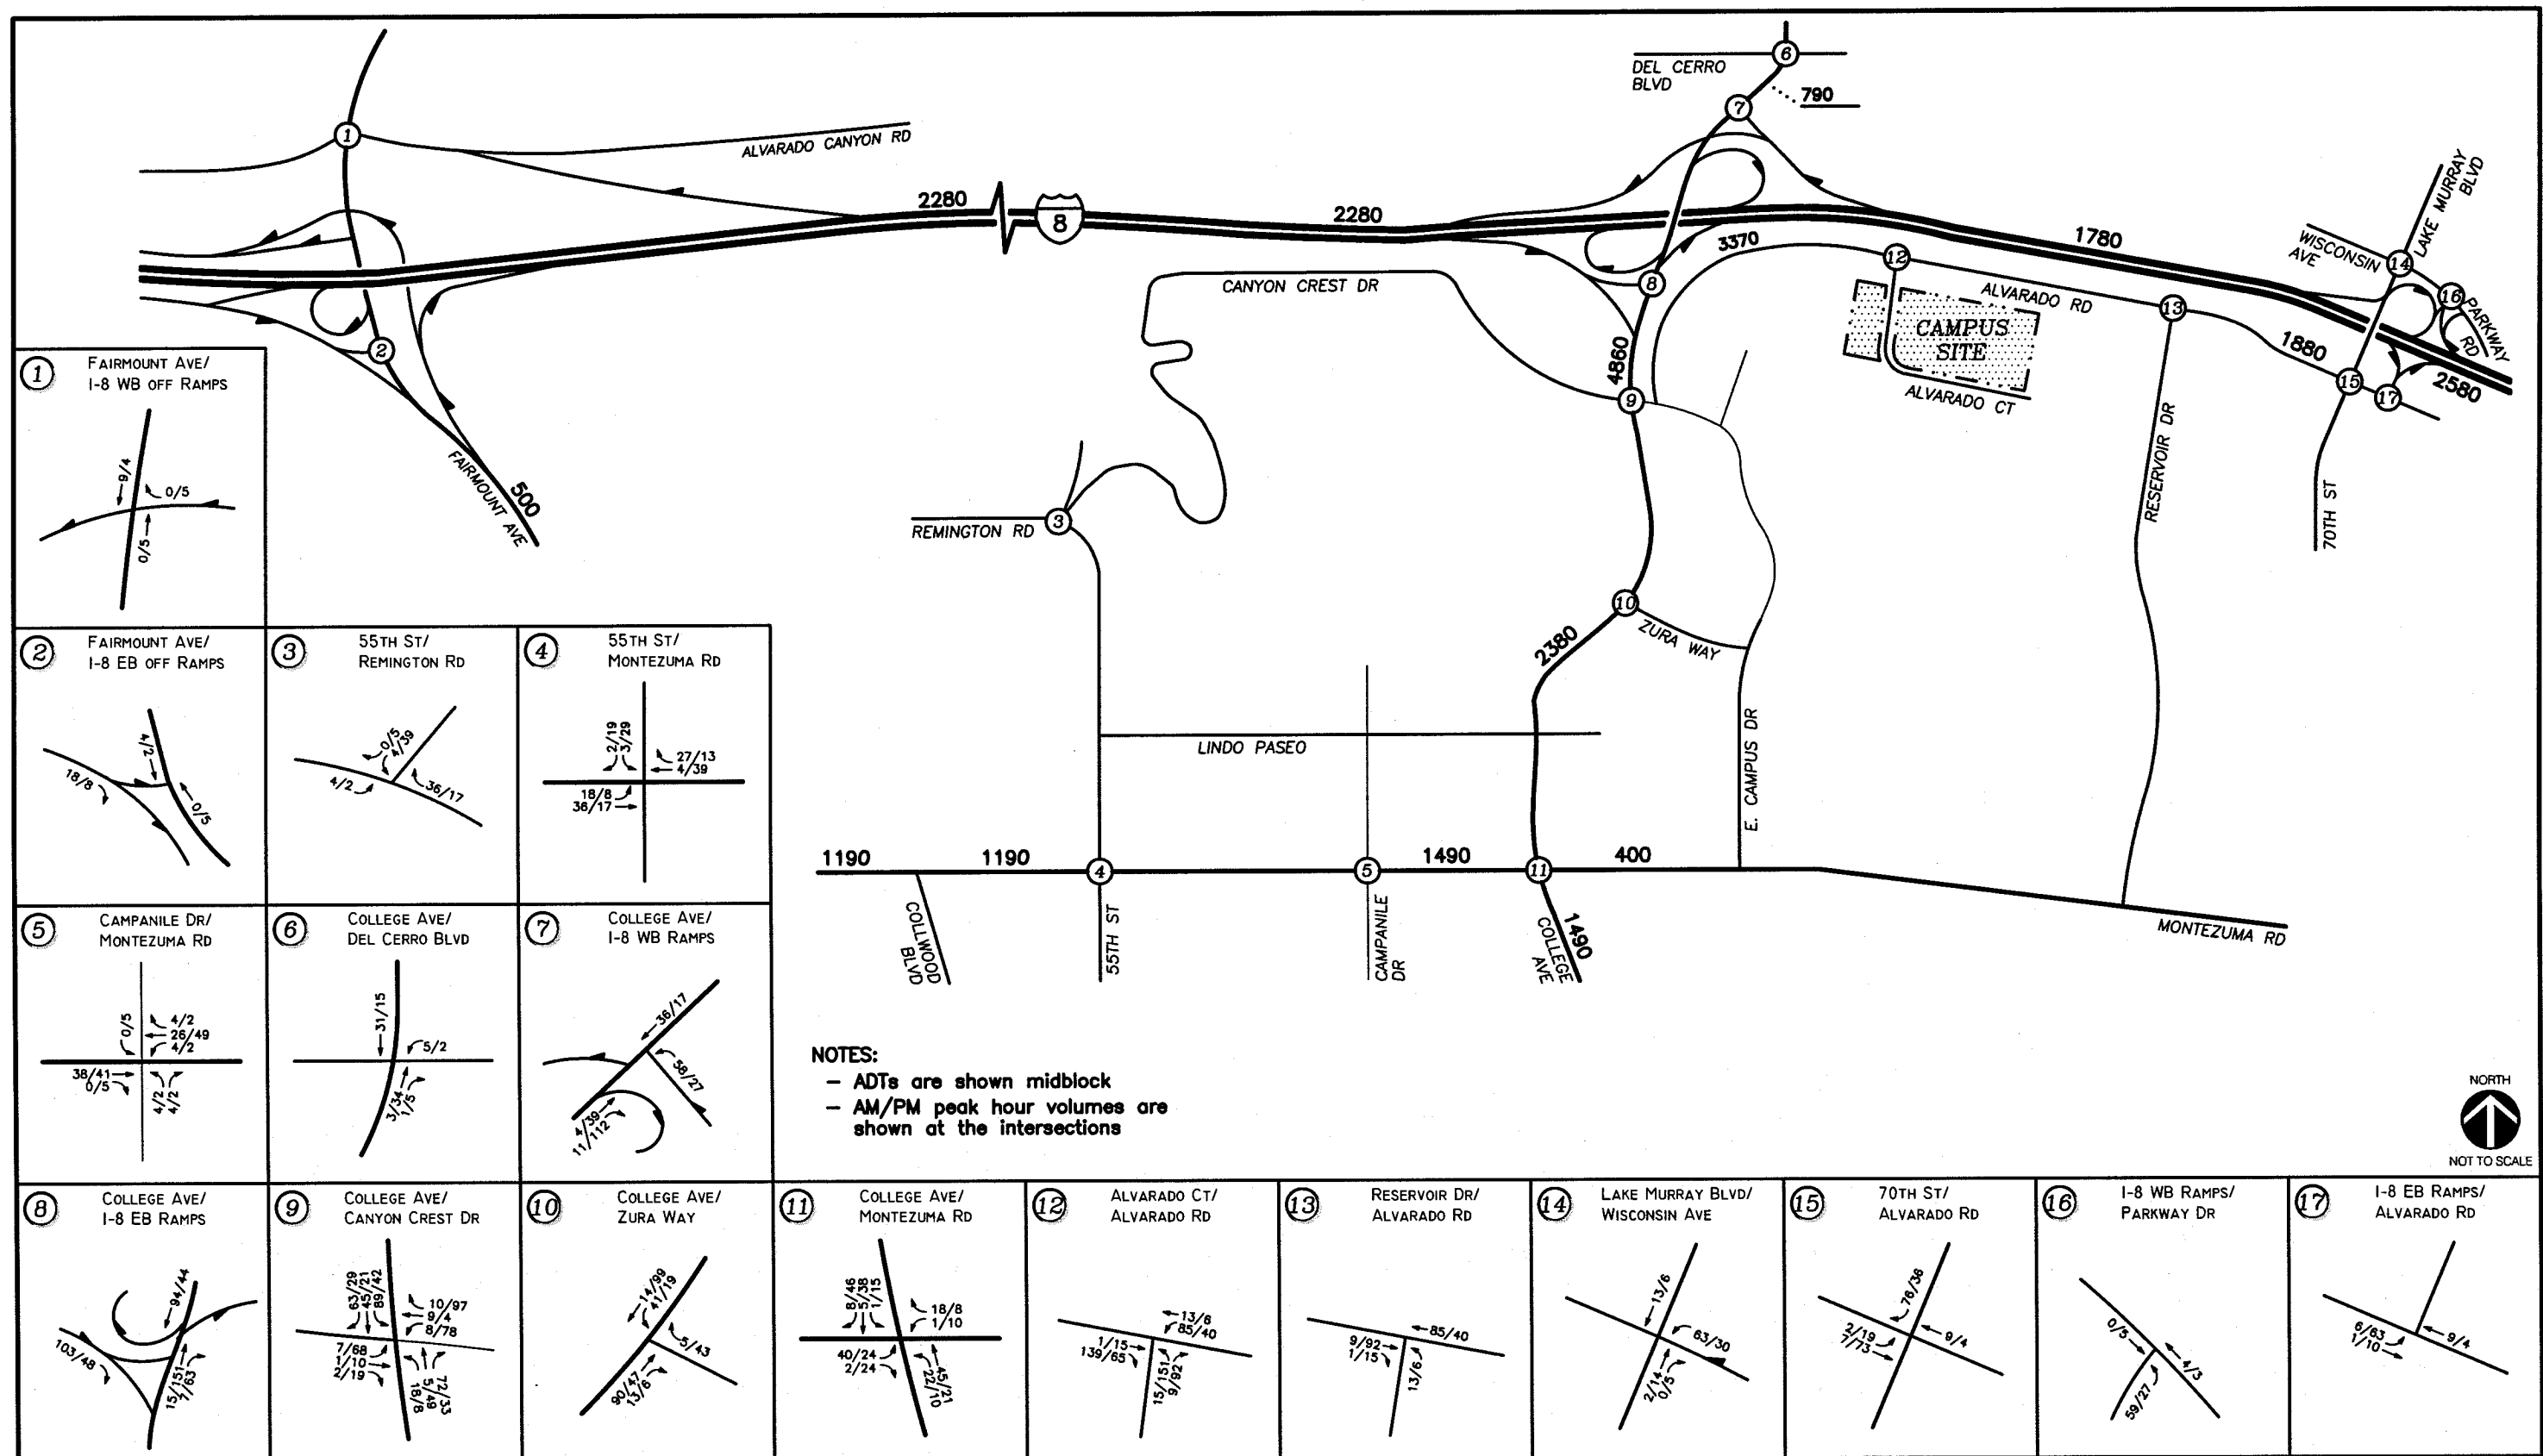 DEL CERRO
BLVD
6
7
790
1
ALVARADO CANYON RD
2280
8
2280
3370
12
1780
LAKE MURRAY
BLVD
WISCONSIN
AVE
14
16
PARKWAY
RD
CANYON CREST DR
8
ALVARADO RD
13
CAMPUS
SITE
ALVARADO CT
1880
15
17
2580
2
4860
9
FAIRMOUNT AVE
500
REMINGTON RD
3
RESERVOIR DR
70TH ST
10
ZURA WAY
2380
LINDO PASEO
E. CAMPUS DR
1190
1190
4
5
1490
11
400
COLLWOOD
BLVD
55TH ST
CAMPANILE
DR
1490
COLLEGE
AVE
MONTEZUMA RD
1
FAIRMOUNT AVE/
I-8 WB OFF RAMPS
9/4
0/5
0/5
2
FAIRMOUNT AVE/
I-8 EB OFF RAMPS
4/2
18/8
0/5
3
55TH ST/
REMINGTON RD
0/5
4/39
4/2
36/17
4
55TH ST/
MONTEZUMA RD
2/19
3/29
27/13
4/39
18/8
36/17
5
CAMPANILE DR/
MONTEZUMA RD
0/5
4/2
26/49
4/2
38/41
0/5
4/2
4/2
6
COLLEGE AVE/
DEL CERRO BLVD
31/15
5/2
3/34
1/5
7
COLLEGE AVE/
I-8 WB RAMPS
36/17
58/27
4/39
11/112
NOTES:
– ADTs are shown midblock
– AM/PM peak hour volumes are
shown at the intersections
NORTH
NOT TO SCALE
8
COLLEGE AVE/
I-8 EB RAMPS
94/44
103/48
15/151
7/63
9
COLLEGE AVE/
CANYON CREST DR
63/29
45/21
89/42
10/97
9/4
8/78
7/68
1/10
2/19
72/33
5/49
18/8
10
COLLEGE AVE/
ZURA WAY
14/99
41/19
5/43
90/47
13/6
11
COLLEGE AVE/
MONTEZUMA RD
8/46
5/38
1/15
18/8
1/10
40/24
2/24
45/21
22/10
12
ALVARADO CT/
ALVARADO RD
13/6
85/40
1/15
139/65
15/151
9/92
13
RESERVOIR DR/
ALVARADO RD
85/40
9/92
1/15
13/6
14
LAKE MURRAY BLVD/
WISCONSIN AVE
13/6
63/30
2/14
0/5
15
70TH ST/
ALVARADO RD
76/36
2/19
7/73
9/4
16
I-8 WB RAMPS/
PARKWAY DR
0/5
4/3
59/27
17
I-8 EB RAMPS/
ALVARADO RD
6/63
1/10
9/4